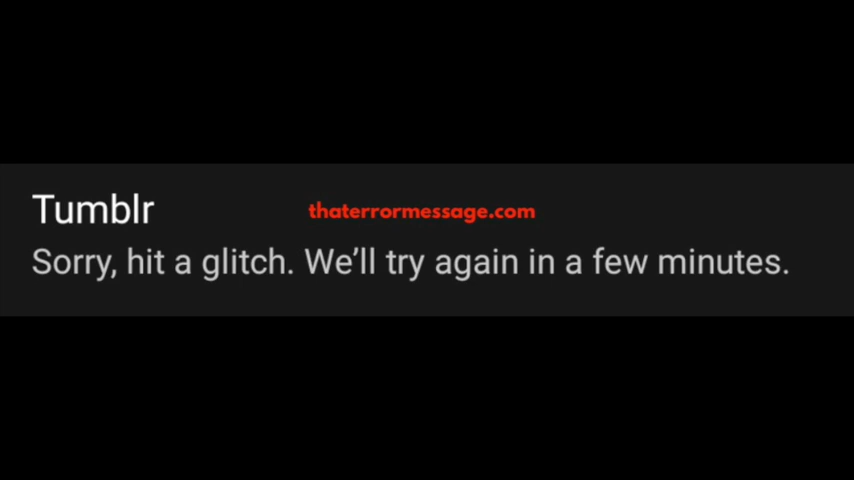 Tumblr
thaterrormessage.com
Sorry, hit a glitch. We’ll try again in a few minutes.